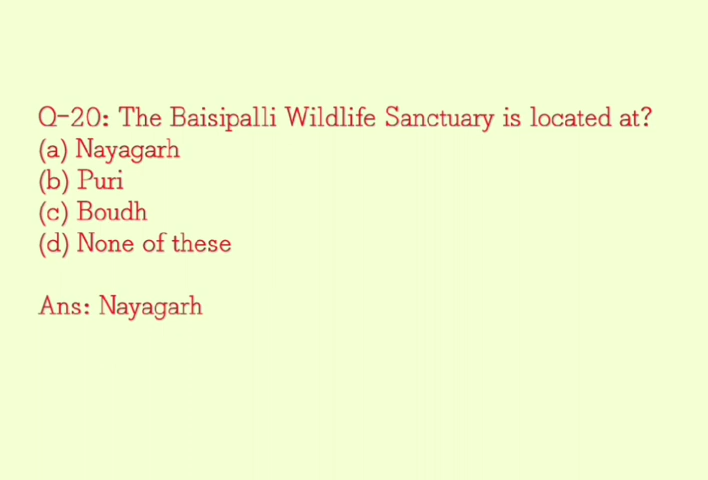 Q-20: The Baisipalli Wildlife Sanctuary is located at?
(a) Nayagarh
(b) Puri
(c) Boudh
(d) None of these
Ans: Nayagarh